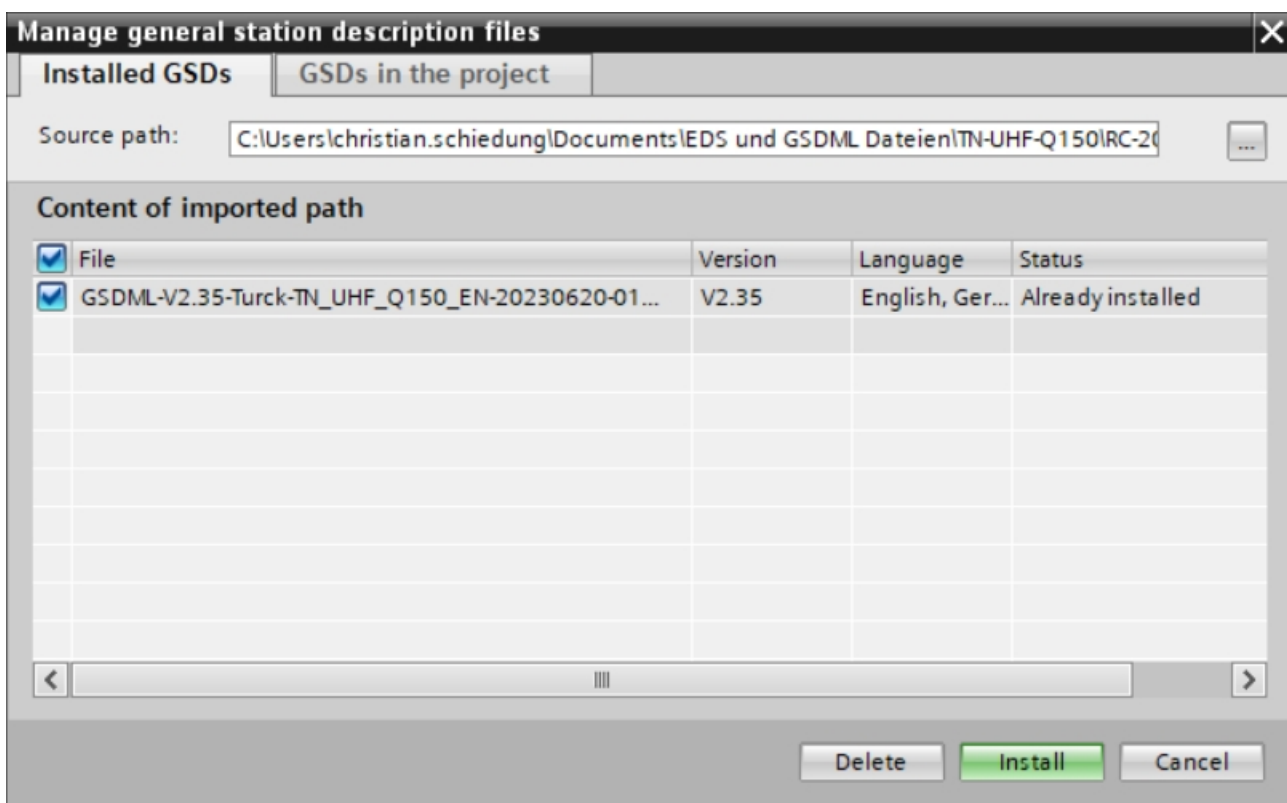 Manage general station description files
Installed GSDs
GSDs in the project
Source path:
C:\Users\christian.schiedung\Documents\EDS und GSDML Dateien\TN-UHF-Q150\RC-20
...
Content of imported path
File Version Language Status
GSDML-V2.35-Turck-TN_UHF_Q150_EN-20230620-01... V2.35 English, Ger... Already installed
Delete Install Cancel